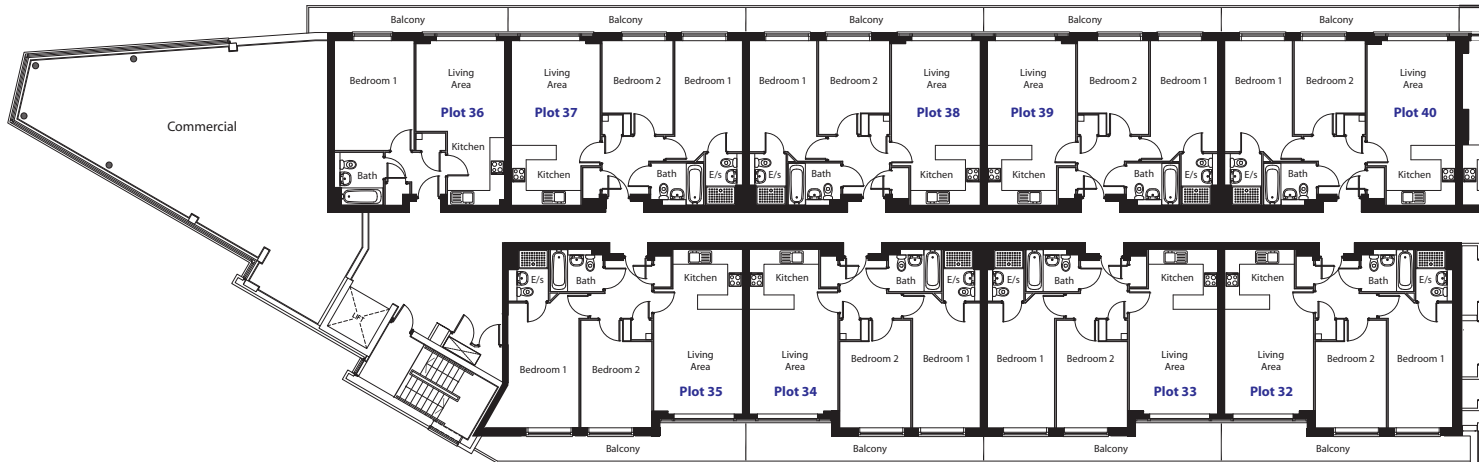 Balcony
Balcony
Balcony
Balcony
Balcony
Commercial
Bedroom 1
Living
Area
Plot 36
Kitchen
Bath
Living
Area
Plot 37
Kitchen
Bedroom 2
Bedroom 1
Bath
E/s
Bedroom 1
Bedroom 2
Living
Area
Plot 38
E/s
Bath
Kitchen
Living
Area
Plot 39
Kitchen
Bedroom 2
Bedroom 1
Bath
E/s
Bedroom 1
Bedroom 2
Living
Area
Plot 40
E/s
Bath
Kitchen
LIFT
E/s
Bath
Kitchen
Bedroom 1
Bedroom 2
Living
Area
Plot 35
Kitchen
Bath
E/s
Living
Area
Plot 34
Bedroom 2
Bedroom 1
E/s
Bath
Kitchen
Bedroom 1
Bedroom 2
Living
Area
Plot 33
Kitchen
Bath
E/s
Living
Area
Plot 32
Bedroom 2
Bedroom 1
Balcony
Balcony
Balcony
Balcony